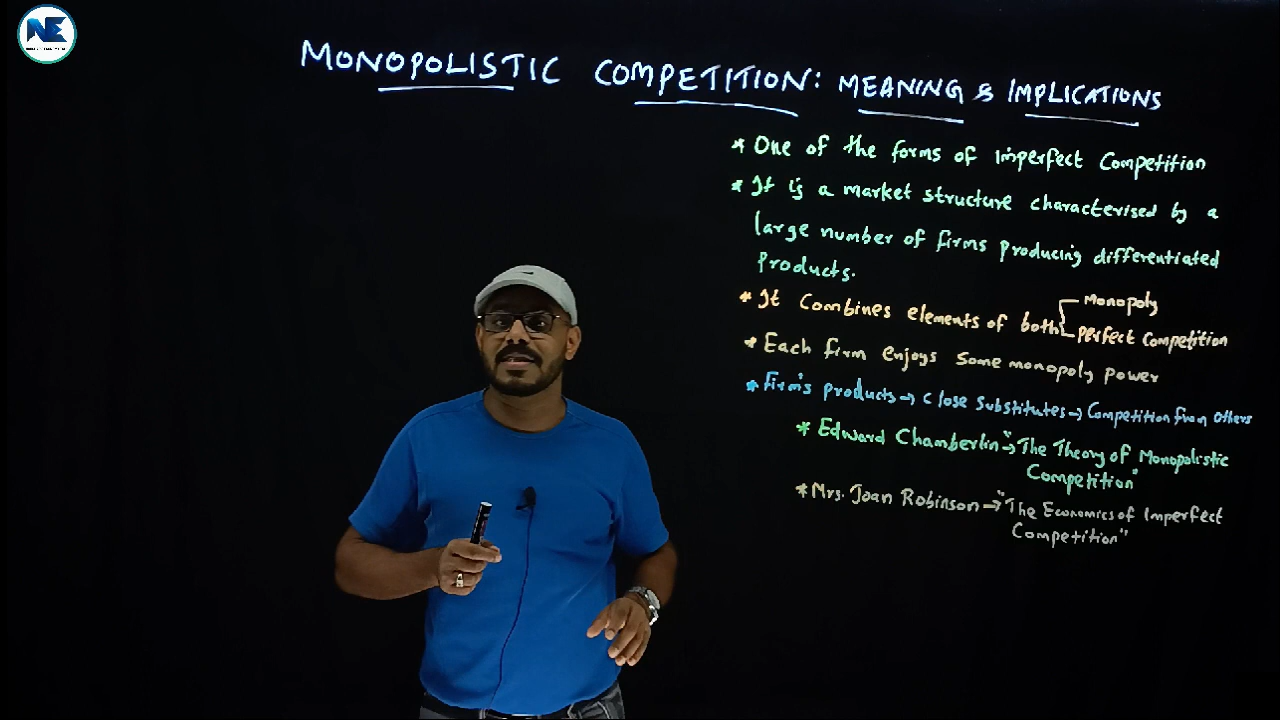 NE
MONOPOLISTIC COMPETITION: MEANING & IMPLICATIONS
* One of the forms of imperfect Competition
* It is a market structure characterised by a
large number of firms producing differentiated
Products.
* It Combines elements of both
Monopoly
Perfect Competition
* Each firm enjoys some monopoly power
* Firm's products → close substitutes → Competition from others
* Edward Chamberlin → "The Theory of Monopolistic
Competition"
* Mrs. Joan Robinson → "The Economics of Imperfect
Competition"